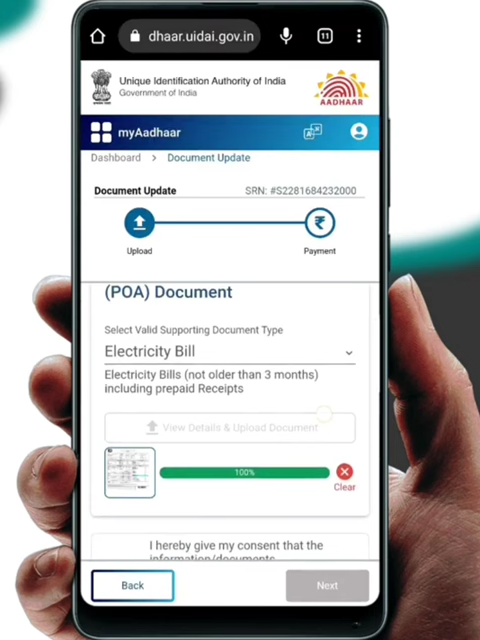 dhaar.uidai.gov.in
11
Unique Identification Authority of India
Government of India
AADHAAR
myAadhaar
Dashboard > Document Update
Document Update SRN: #S2281684232000
Upload
₹
Payment
(POA) Document
Select Valid Supporting Document Type
Electricity Bill
Electricity Bills (not older than 3 months)
including prepaid Receipts
View Details & Upload Document
100%
Clear
I hereby give my consent that the
information/documents
Back
Next